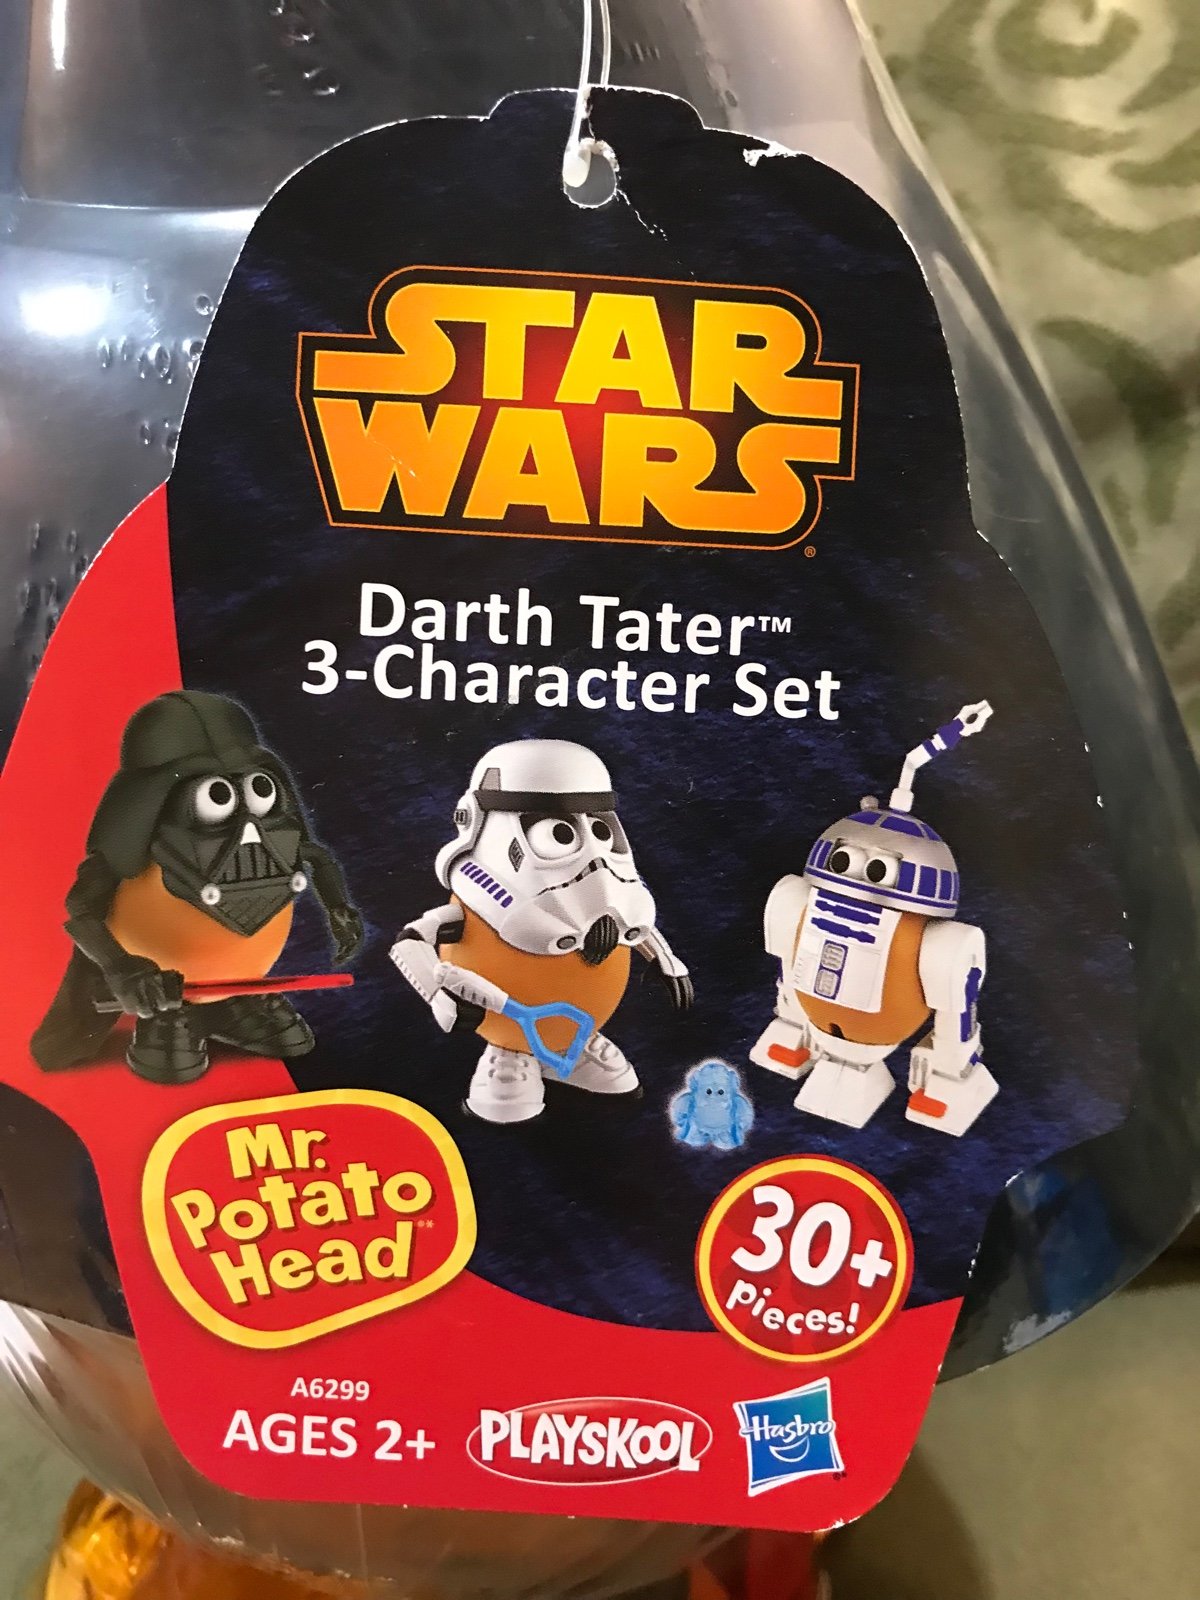 STAR
WARS®
Darth Tater™
3-Character Set
Mr.
Potato
Head**
30+
pieces!
A6299
AGES 2+
PLAYSKOOL
Hasbro